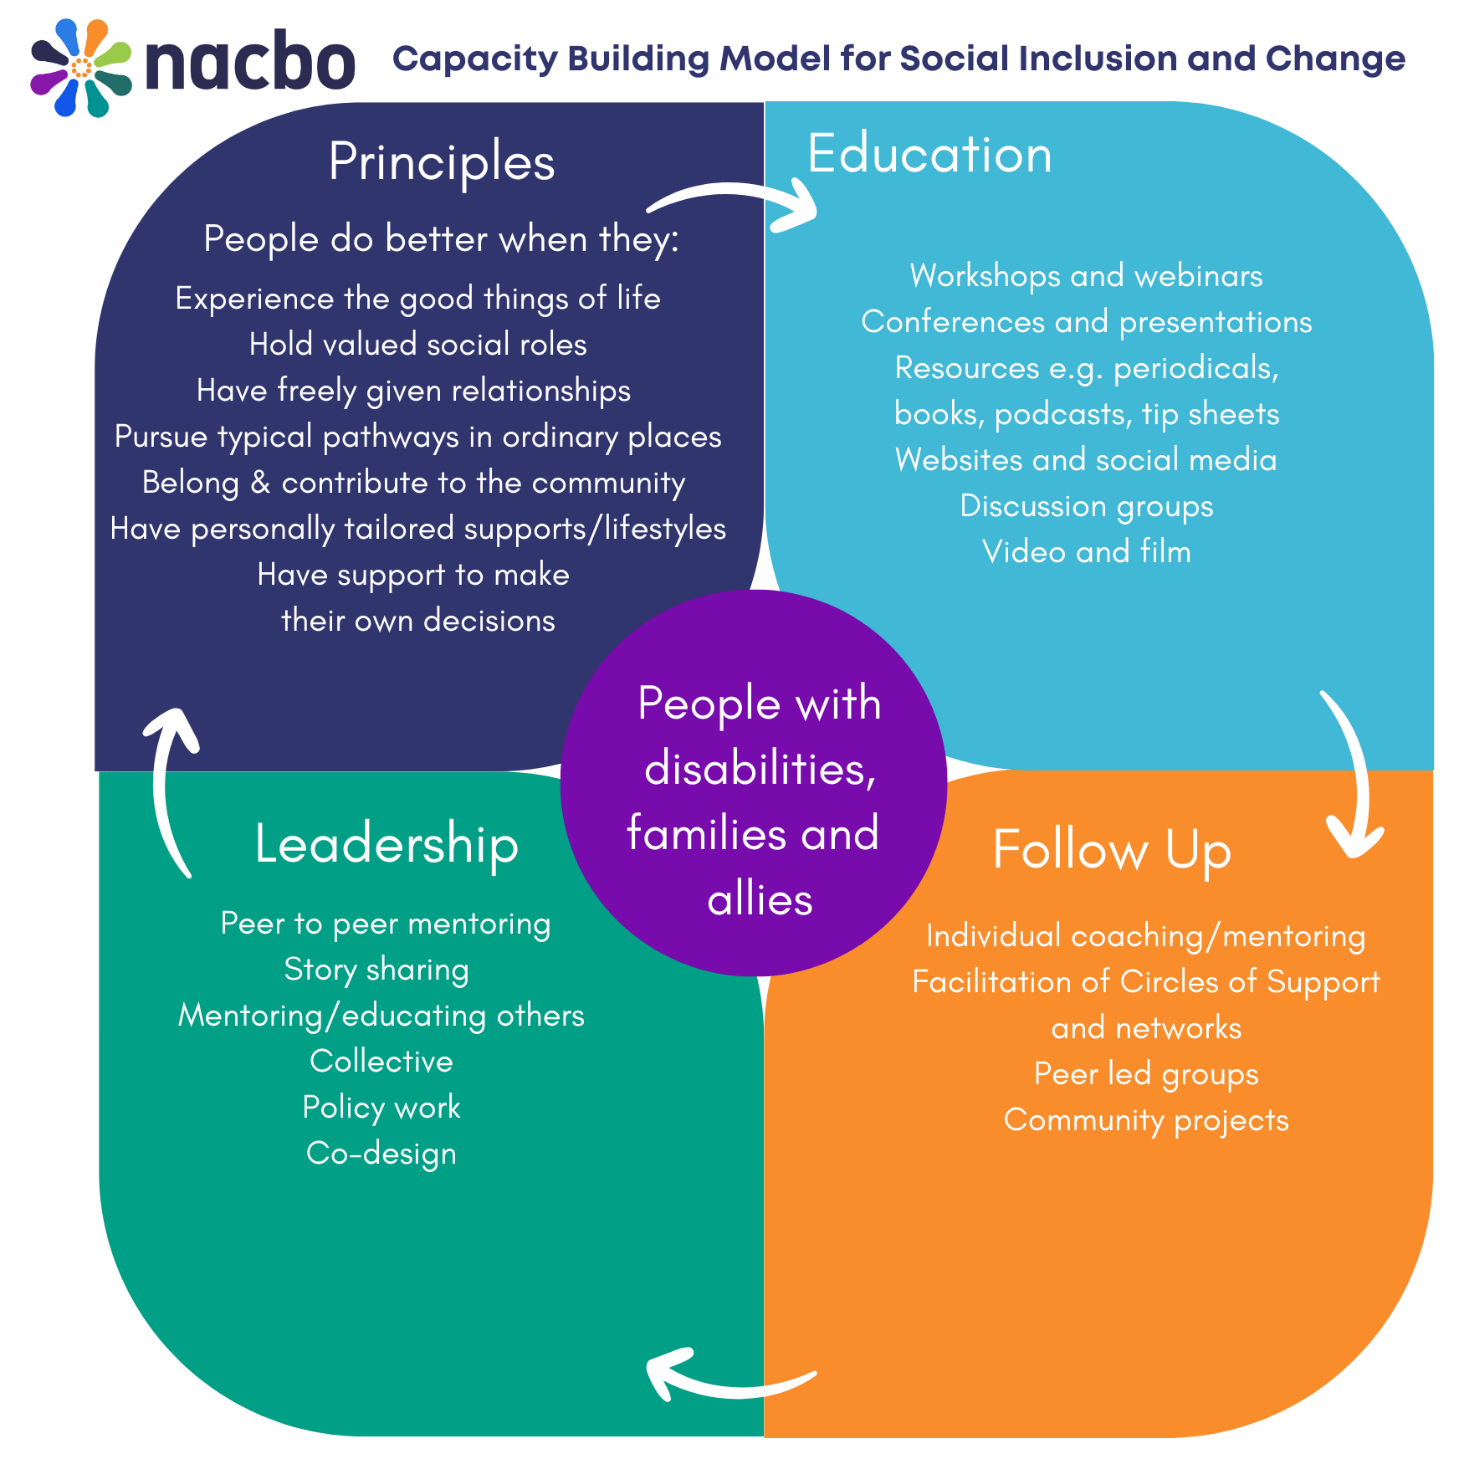 nacbo
Capacity Building Model for Social Inclusion and Change
Principles
People do better when they:
Experience the good things of life
Hold valued social roles
Have freely given relationships
Pursue typical pathways in ordinary places
Belong & contribute to the community
Have personally tailored supports/lifestyles
Have support to make
their own decisions
Education
Workshops and webinars
Conferences and presentations
Resources e.g. periodicals,
books, podcasts, tip sheets
Websites and social media
Discussion groups
Video and film
People with
disabilities,
families and
allies
Leadership
Peer to peer mentoring
Story sharing
Mentoring/educating others
Collective
Policy work
Co-design
Follow Up
Individual coaching/mentoring
Facilitation of Circles of Support
and networks
Peer led groups
Community projects